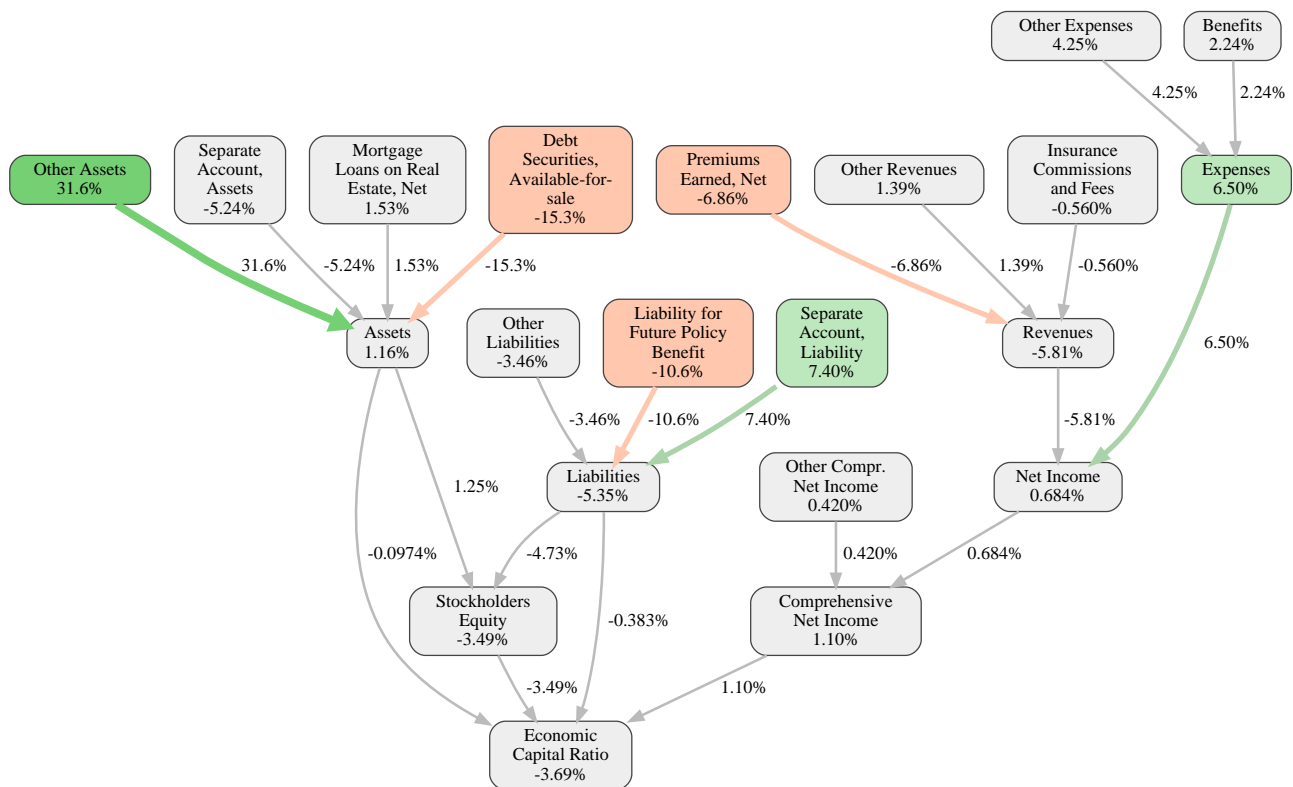 Other Expenses
4.25%
Benefits
2.24%
4.25%
2.24%
Other Assets
31.6%
Separate
Account,
Assets
-5.24%
Mortgage
Loans on Real
Estate, Net
1.53%
Debt
Securities,
Available-for-
sale
-15.3%
Premiums
Earned, Net
-6.86%
Other Revenues
1.39%
Insurance
Commissions
and Fees
-0.560%
Expenses
6.50%
31.6%
-5.24%
1.53%
-15.3%
-6.86%
1.39%
-0.560%
Assets
1.16%
Other
Liabilities
-3.46%
Liability for
Future Policy
Benefit
-10.6%
Separate
Account,
Liability
7.40%
Revenues
-5.81%
6.50%
-3.46%
-10.6%
7.40%
-5.81%
1.25%
Liabilities
-5.35%
Other Compr.
Net Income
0.420%
Net Income
0.684%
-0.0974%
-4.73%
0.420%
0.684%
Stockholders
Equity
-3.49%
-0.383%
Comprehensive
Net Income
1.10%
-3.49%
1.10%
Economic
Capital Ratio
-3.69%